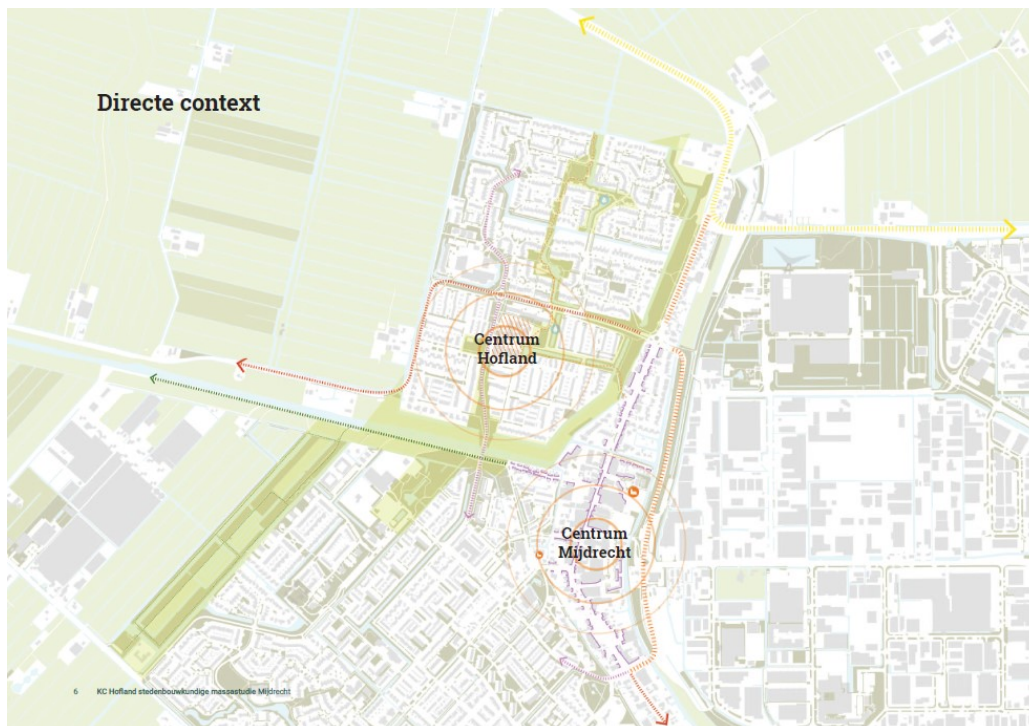 Directe context
Centrum
Hofland
Centrum
Mijdrecht
6 KC Hofland stedenbouwkundige massastudie Mijdrecht